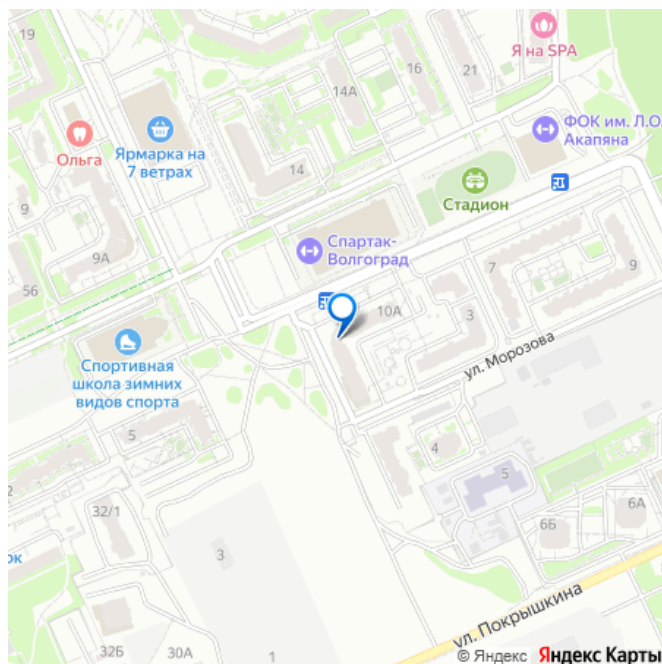 19
Ольга
Ярмарка на
7 ветрах
14А
16
21
Я на SPA
ФОК им. Л.О.
Акапяна
14
Стадион
9
9А
56
Спартак-
Волгоград
7
9
10А
3
ул. Морозова
Спортивная
школа зимних
видов спорта
5
4
5
2
32/1
6А
6Б
ок
3
ул. Покрышкина
32Б
30А
1
© Яндекс Яндекс Карты